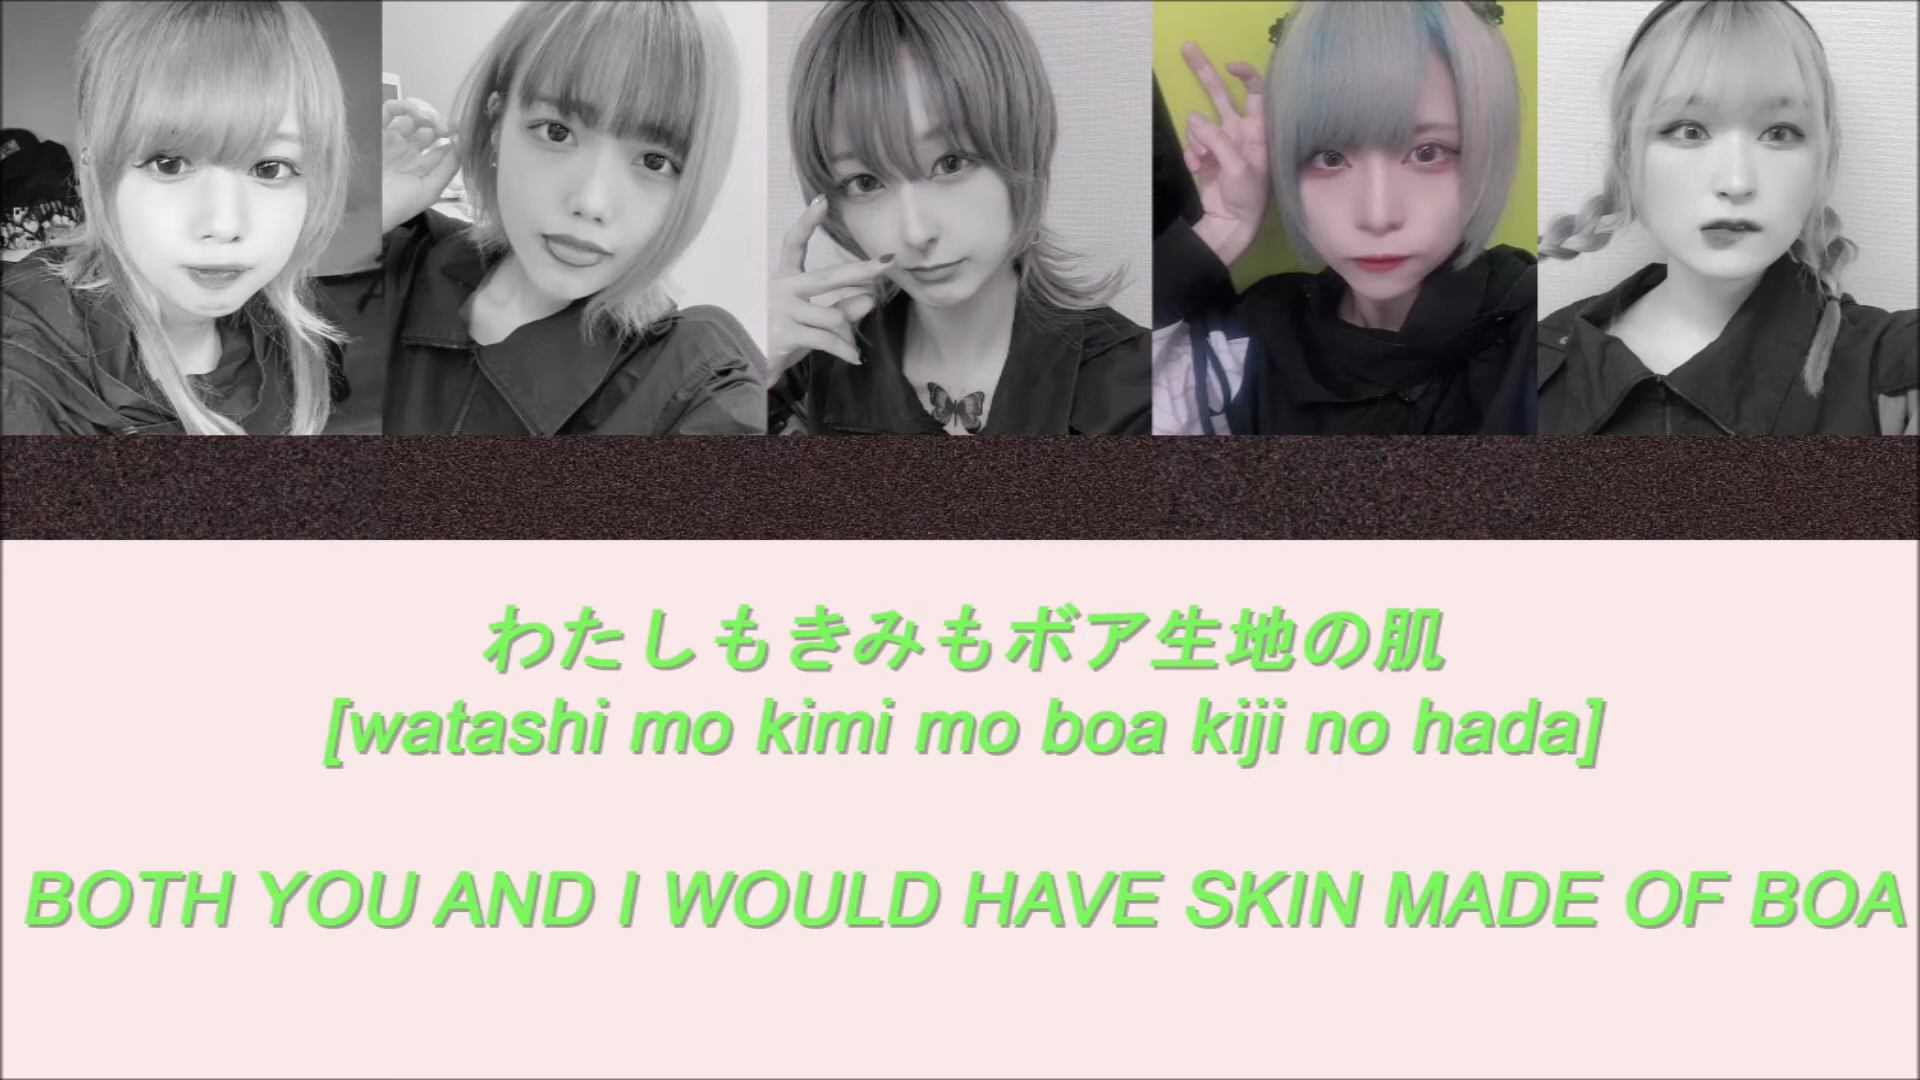 わたしもきみもボア生地の肌
[watashi mo kimi mo boa kiji no hada]
BOTH YOU AND I WOULD HAVE SKIN MADE OF BOA